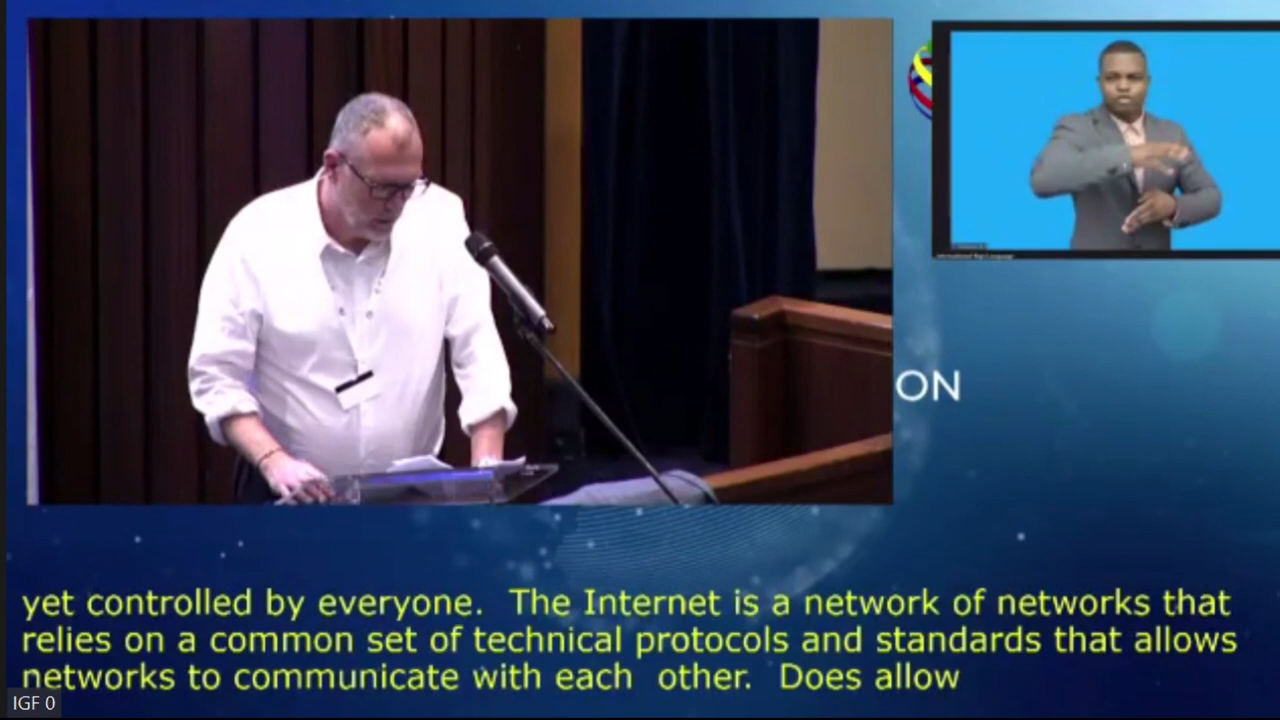 ON
yet controlled by everyone.  The Internet is a network of networks that
relies on a common set of technical protocols and standards that allows
networks to communicate with each  other.  Does allow
IGF 0